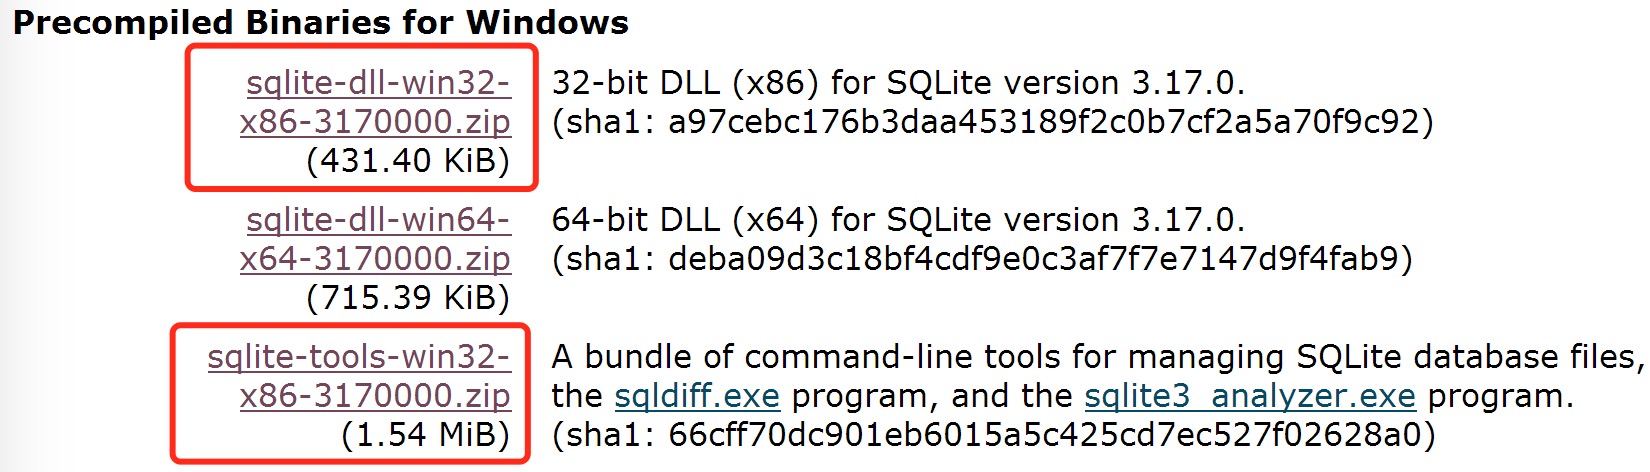 Precompiled Binaries for Windows
sqlite-dll-win32-
x86-3170000.zip
(431.40 KiB)
32-bit DLL (x86) for SQLite version 3.17.0.
(sha1: a97cebc176b3daa453189f2c0b7cf2a5a70f9c92)
sqlite-dll-win64-
x64-3170000.zip
(715.39 KiB)
64-bit DLL (x64) for SQLite version 3.17.0.
(sha1: deba09d3c18bf4cdf9e0c3af7f7e7147d9f4fab9)
sqlite-tools-win32-
x86-3170000.zip
(1.54 MiB)
A bundle of command-line tools for managing SQLite database files,
the sqldiff.exe program, and the sqlite3_analyzer.exe program.
(sha1: 66cff70dc901eb6015a5c425cd7ec527f02628a0)